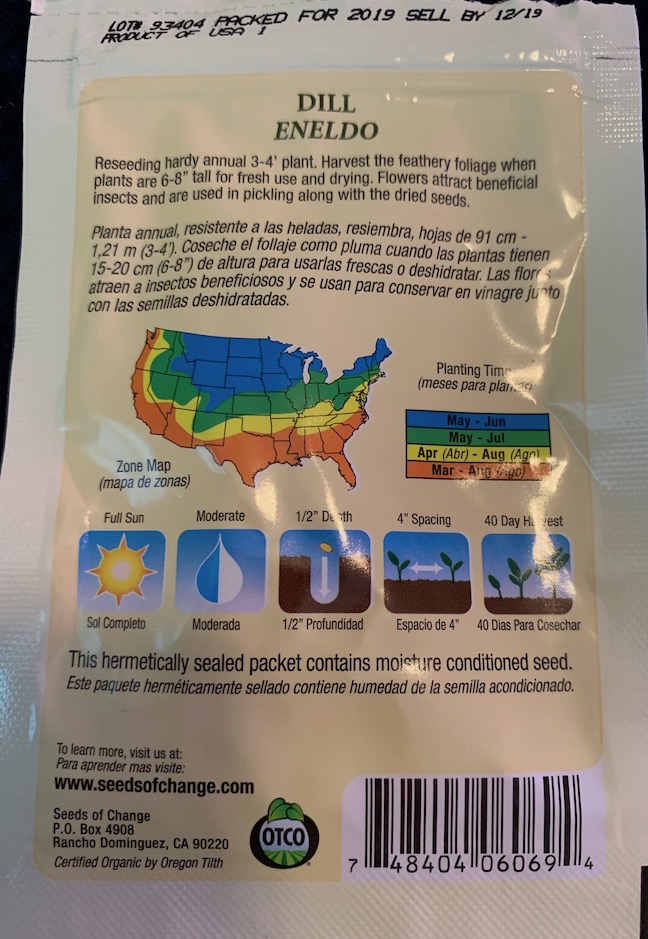 LOT# 93404 PACKED FOR 2019 SELL BY 12/19
PRODUCT OF USA 1
DILL
ENELDO
Reseeding hardy annual 3-4' plant. Harvest the feathery foliage when
plants are 6-8" tall for fresh use and drying. Flowers attract beneficial
insects and are used in pickling along with the dried seeds.
Planta annual, resistente a las heladas, resiembra, hojas de 91 cm -
1,21 m (3-4'). Coseche el follaje como pluma cuando las plantas tienen
15-20 cm (6-8") de altura para usarlas frescas o deshidratar. Las flores
atraen a insectos beneficiosos y se usan para conservar en vinagre junto
con las semillas deshidratadas.
Planting Time
(meses para plantar)
May - Jun
May - Jul
Apr (Abr) - Aug (Ago)
Mar - Aug (Ago)
Zone Map
(mapa de zonas)
Full Sun Moderate 1/2" Depth 4" Spacing 40 Day Harvest
Sol Completo Moderada 1/2" Profundidad Espacio de 4" 40 Dias Para Cosechar
This hermetically sealed packet contains moisture conditioned seed.
Este paquete herméticamente sellado contiene humedad de la semilla acondicionado.
To learn more, visit us at:
Para aprender mas visite:
www.seedsofchange.com
Seeds of Change
P.O. Box 4908
Rancho Dominguez, CA 90220
Certified Organic by Oregon Tilth
OTCO
7 48404 06069 4